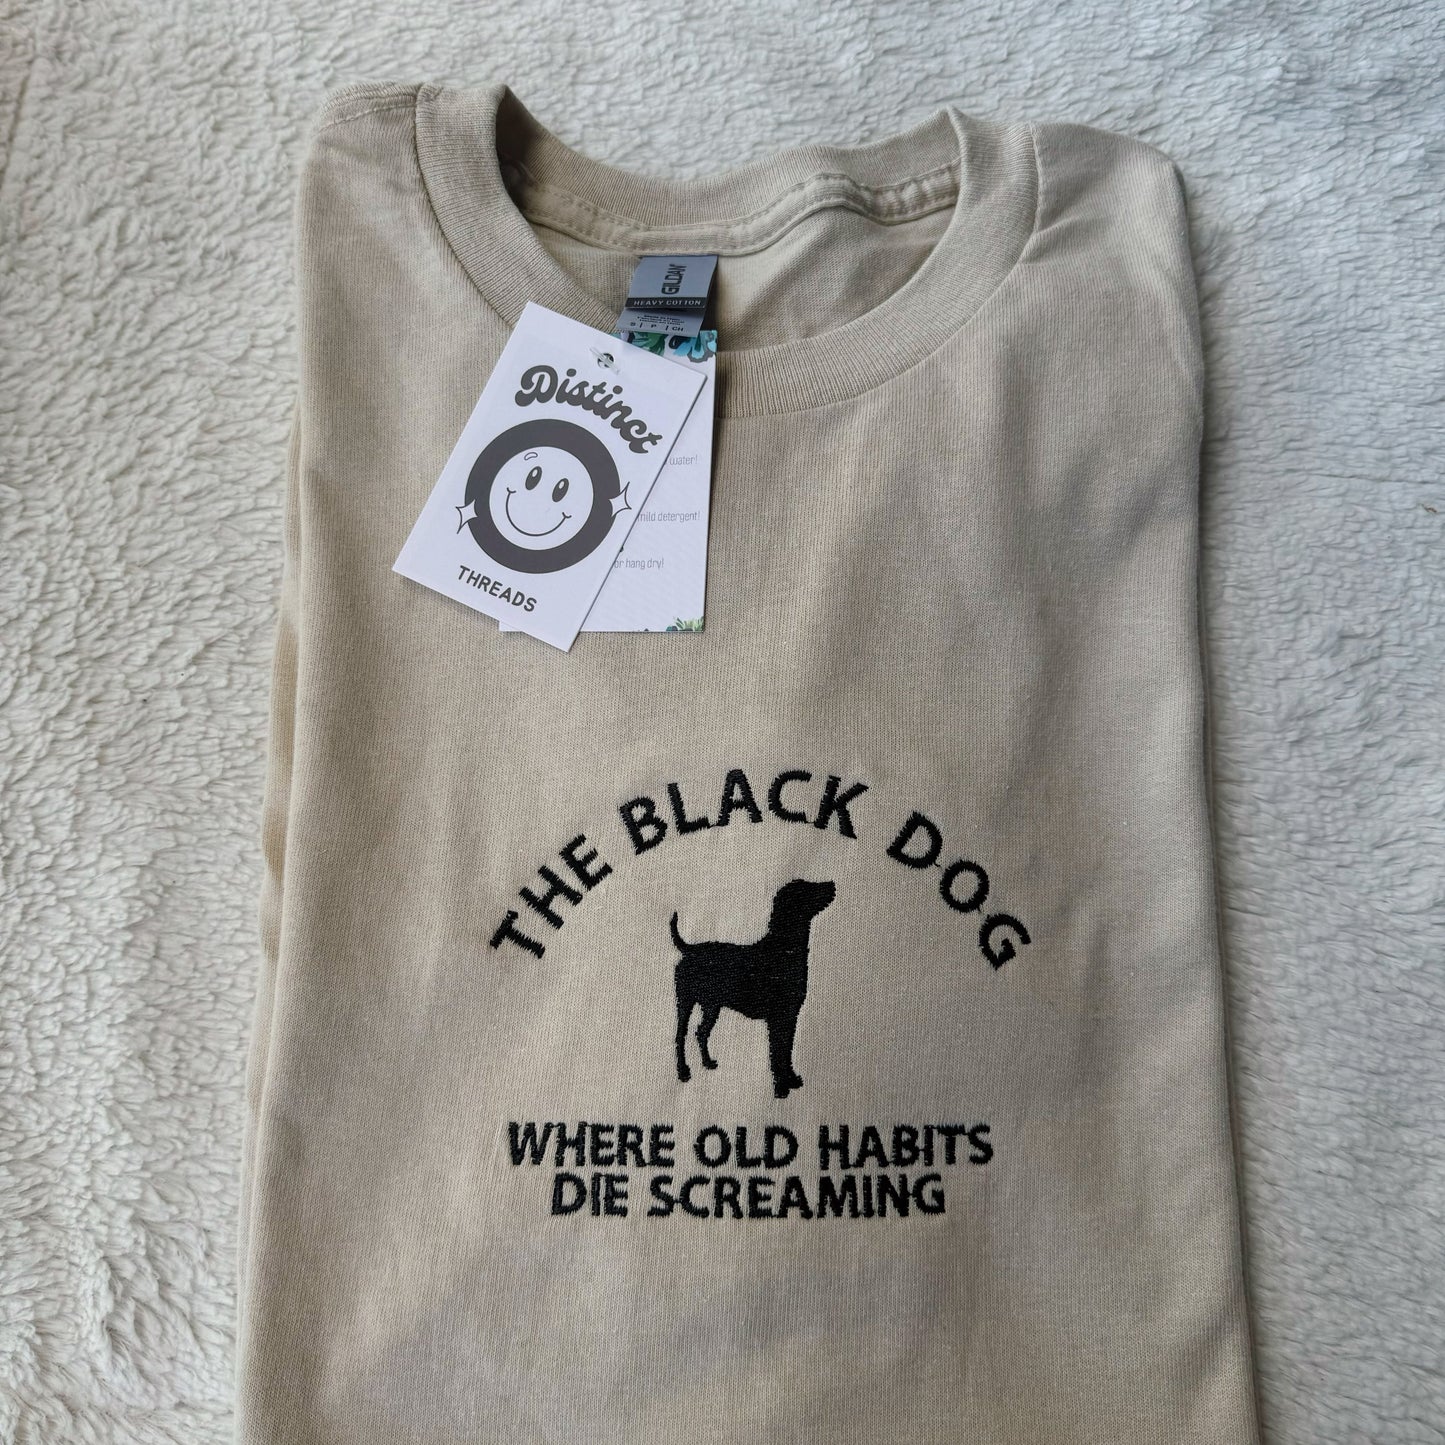 GILDAN
HEAVY COTTON
S | P | CH
Distinct
THREADS
water!
mild detergent!
or hang dry!
THE BLACK DOG
WHERE OLD HABITS
DIE SCREAMING